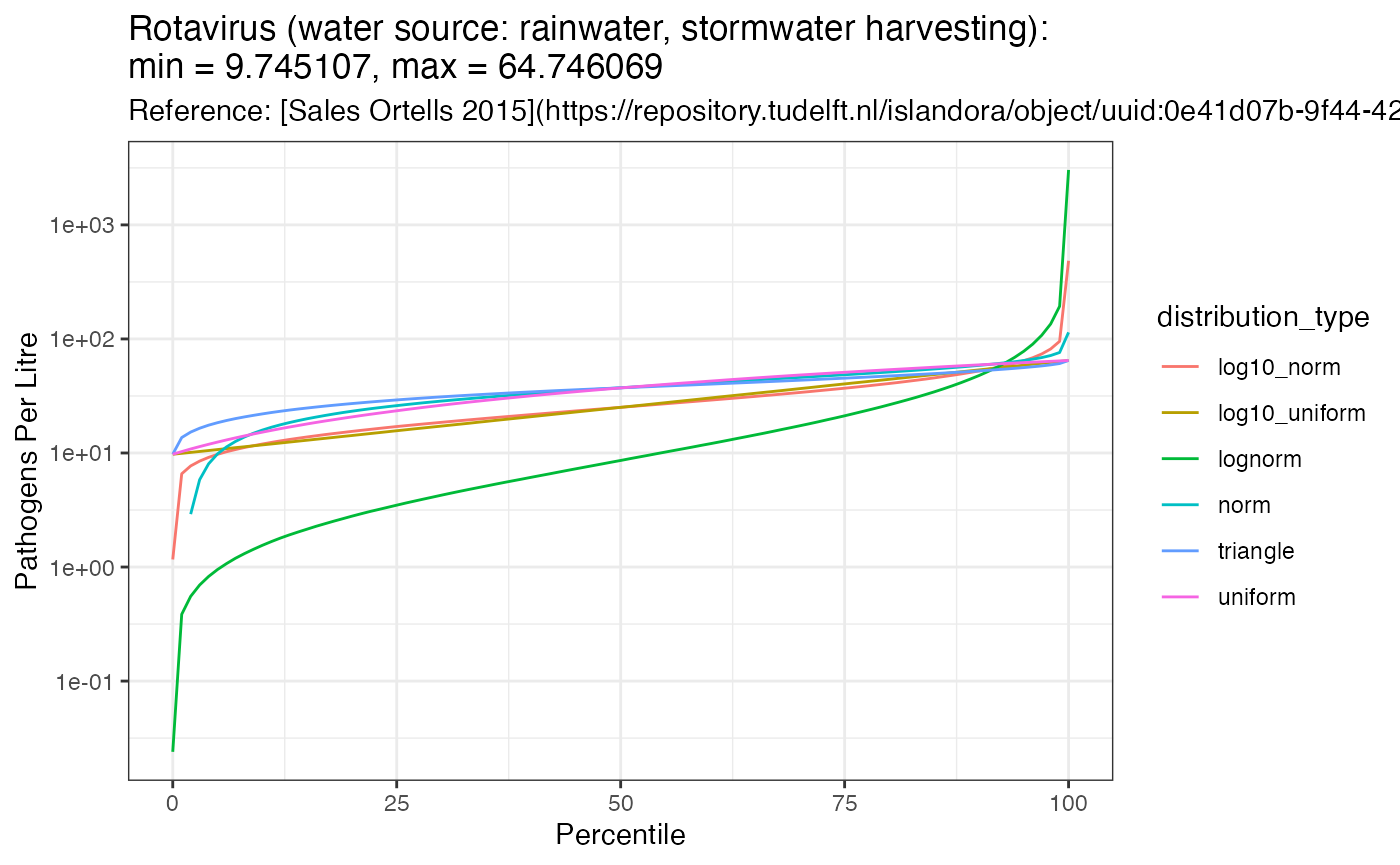 Rotavirus (water source: rainwater, stormwater harvesting):
min = 9.745107, max = 64.746069
Reference: [Sales Ortells 2015](https://repository.tudelft.nl/islandora/object/uuid:0e41d07b-9f44-42
Pathogens Per Litre
1e+03
1e+02
1e+01
1e+00
1e-01
0
25
50
75
100
Percentile
distribution_type
log10_norm
log10_uniform
lognorm
norm
triangle
uniform